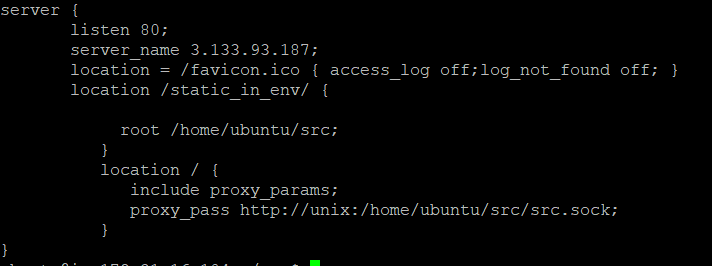 server {
listen 80;
server_name 3.133.93.187;
location = /favicon.ico { access_log off;log_not_found off; }
location /static_in_env/ {
root /home/ubuntu/src;
}
location / {
include proxy_params;
proxy_pass http://unix:/home/ubuntu/src/src.sock;
}
}